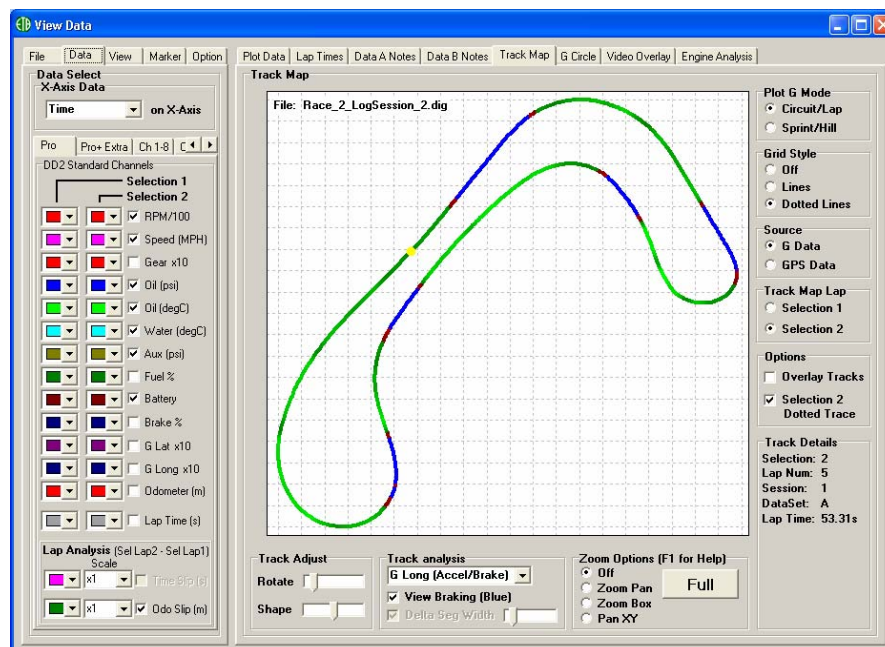 View Data
File Data View Marker Option
Plot Data Lap Times Data A Notes Data B Notes Track Map G Circle Video Overlay Engine Analysis
Data Select
X-Axis Data
Time on X-Axis
Pro Pro+ Extra Ch 1-8
DD2 Standard Channels
Selection 1
Selection 2
RPM/100
Speed (MPH)
Gear x10
Oil (psi)
Oil (degC)
Water (degC)
Aux (psi)
Fuel %
Battery
Brake %
G Lat x10
G Long x10
Odometer (m)
Lap Time (s)
Lap Analysis (Sel Lap2 - Sel Lap1)
Scale
x1 Time Slip (s)
x1 Odo Slip (m)
Track Map
File: Race_2_LogSession_2.dig
Track Adjust
Rotate
Shape
Track analysis
G Long (Accel/Brake)
View Braking (Blue)
Delta Seg Width
Zoom Options (F1 for Help)
Off
Zoom Pan
Zoom Box
Pan XY
Full
Plot G Mode
Circuit/Lap
Sprint/Hill
Grid Style
Off
Lines
Dotted Lines
Source
G Data
GPS Data
Track Map Lap
Selection 1
Selection 2
Options
Overlay Tracks
Selection 2
Dotted Trace
Track Details
Selection: 2
Lap Num: 5
Session: 1
DataSet: A
Lap Time: 53.31s